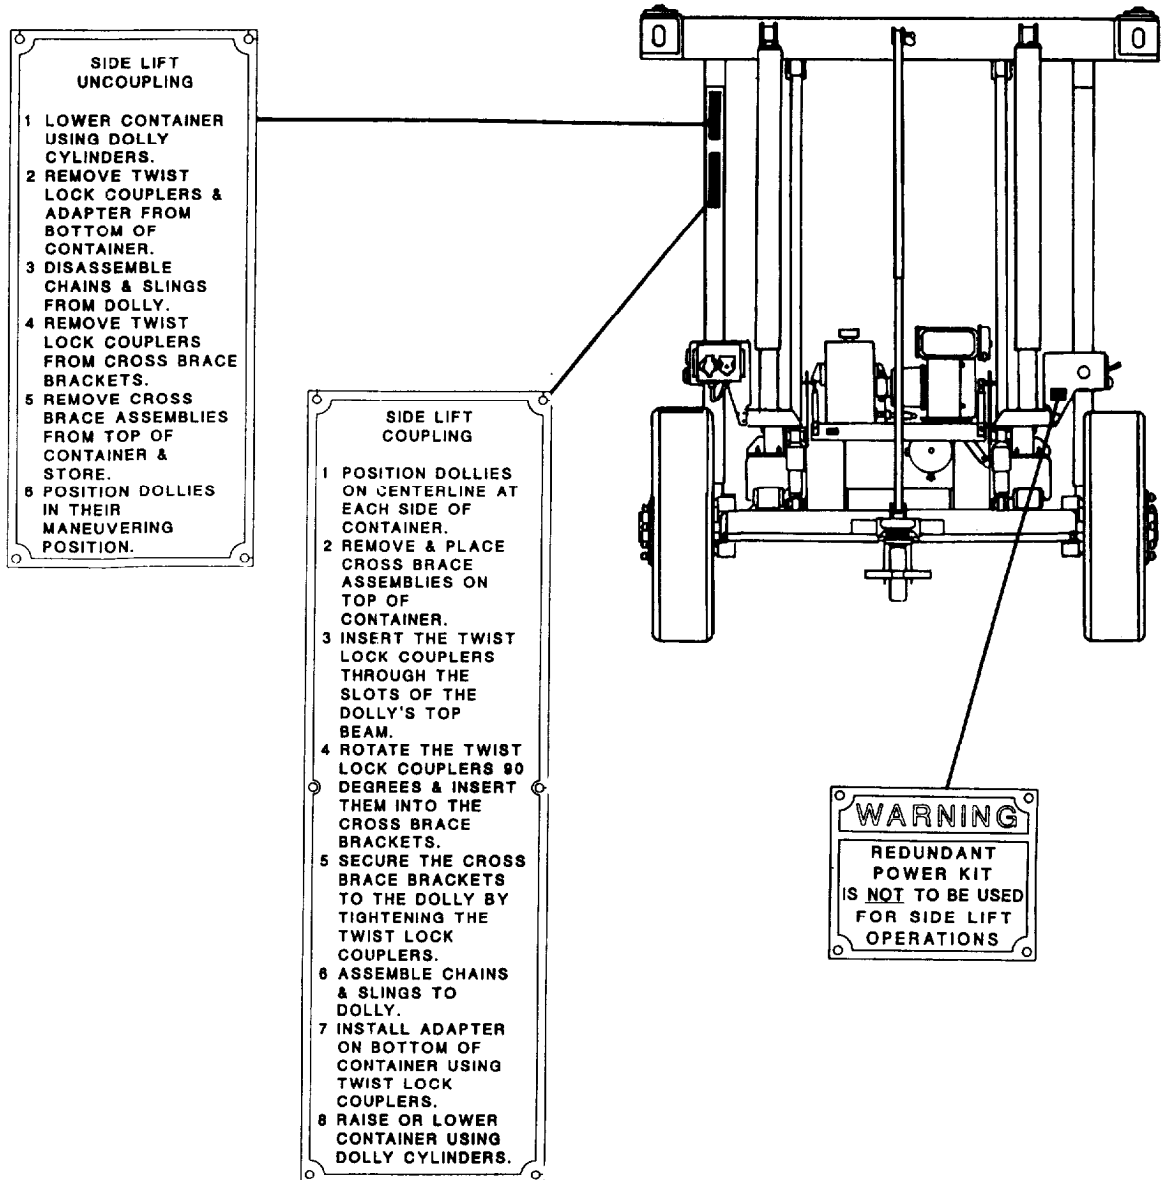 SIDE LIFT
UNCOUPLING
1 LOWER CONTAINER
USING DOLLY
CYLINDERS.
2 REMOVE TWIST
LOCK COUPLERS &
ADAPTER FROM
BOTTOM OF
CONTAINER.
3 DISASSEMBLE
CHAINS & SLINGS
FROM DOLLY.
4 REMOVE TWIST
LOCK COUPLERS
FROM CROSS BRACE
BRACKETS.
5 REMOVE CROSS
BRACE ASSEMBLIES
FROM TOP OF
CONTAINER &
STORE.
6 POSITION DOLLIES
IN THEIR
MANEUVERING
POSITION.
SIDE LIFT
COUPLING
1 POSITION DOLLIES
ON CENTERLINE AT
EACH SIDE OF
CONTAINER.
2 REMOVE & PLACE
CROSS BRACE
ASSEMBLIES ON
TOP OF
CONTAINER.
3 INSERT THE TWIST
LOCK COUPLERS
THROUGH THE
SLOTS OF THE
DOLLY'S TOP
BEAM.
4 ROTATE THE TWIST
LOCK COUPLERS 90
DEGREES & INSERT
THEM INTO THE
CROSS BRACE
BRACKETS.
5 SECURE THE CROSS
BRACE BRACKETS
TO THE DOLLY BY
TIGHTENING THE
TWIST LOCK
COUPLERS.
6 ASSEMBLE CHAINS
& SLINGS TO
DOLLY.
7 INSTALL ADAPTER
ON BOTTOM OF
CONTAINER USING
TWIST LOCK
COUPLERS.
8 RAISE OR LOWER
CONTAINER USING
DOLLY CYLINDERS.
WARNING
REDUNDANT
POWER KIT
IS NOT TO BE USED
FOR SIDE LIFT
OPERATIONS